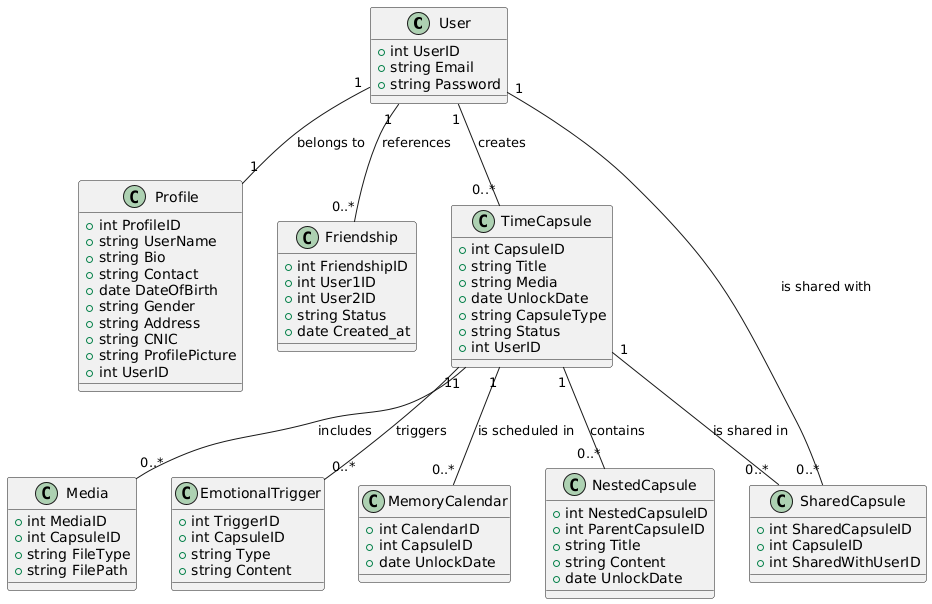 C User
int UserID
string Email
string Password
1
1
1
1
belongs to
references
creates
1
0..*
0..*
is shared with
C Profile
int ProfileID
string UserName
string Bio
string Contact
date DateOfBirth
string Gender
string Address
string CNIC
string ProfilePicture
int UserID
C Friendship
int FriendshipID
int User1ID
int User2ID
string Status
date Created_at
C TimeCapsule
int CapsuleID
string Title
string Media
date UnlockDate
string CapsuleType
string Status
int UserID
1
1
1
1
1
includes
triggers
is scheduled in
contains
is shared in
0..*
0..*
0..*
0..*
0..*
0..*
C Media
int MediaID
int CapsuleID
string FileType
string FilePath
C EmotionalTrigger
int TriggerID
int CapsuleID
string Type
string Content
C MemoryCalendar
int CalendarID
int CapsuleID
date UnlockDate
C NestedCapsule
int NestedCapsuleID
int ParentCapsuleID
string Title
string Content
date UnlockDate
C SharedCapsule
int SharedCapsuleID
int CapsuleID
int SharedWithUserID